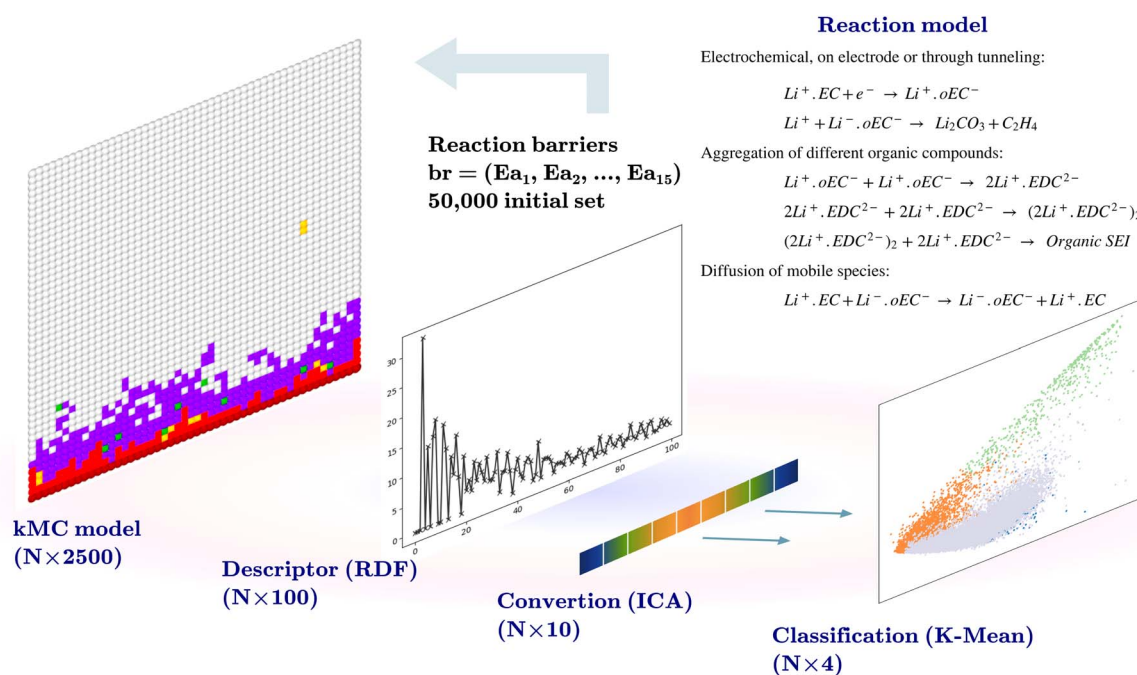 Reaction model
Electrochemical, on electrode or through tunneling:
Li⁺.EC + e⁻ → Li⁺.oEC⁻
Li⁺ + Li⁻.oEC⁻ → Li₂CO₃ + C₂H₄
Aggregation of different organic compounds:
Li⁺.oEC⁻ + Li⁺.oEC⁻ → 2Li⁺.EDC²⁻
2Li⁺.EDC²⁻ + 2Li⁺.EDC²⁻ → (2Li⁺.EDC²⁻)₂
(2Li⁺.EDC²⁻)₂ + 2Li⁺.EDC²⁻ → Organic SEI
Diffusion of mobile species:
Li⁺.EC + Li⁻.oEC⁻ → Li⁻.oEC⁻ + Li⁺.EC
Reaction barriers
br = (Ea₁, Ea₂, ..., Ea₁₅)
50,000 initial set
30
25
20
15
10
5
0
0
20
40
60
80
100
kMC model
(N×2500)
Descriptor (RDF)
(N×100)
Convertion (ICA)
(N×10)
Classification (K-Mean)
(N×4)